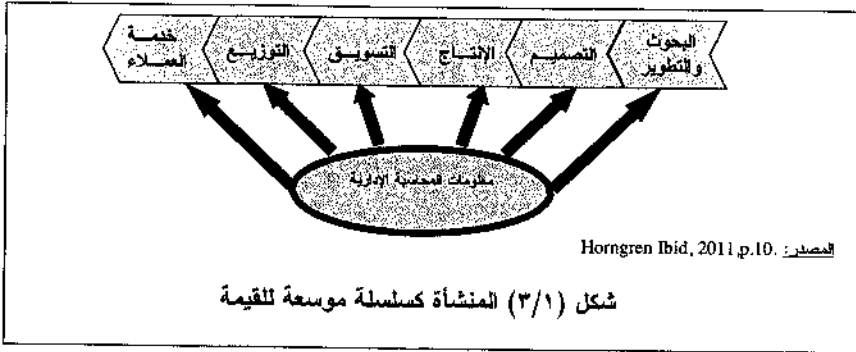 البحوث
والتطوير
التصميم
الإنتاج
التسويق
التوزيع
خدمة
العملاء
معلومات المحاسبة الإدارية
المصدر: Horngren Ibid, 2011,p.10.
شكل (٣/١) المنشأة كسلسلة موسعة للقيمة